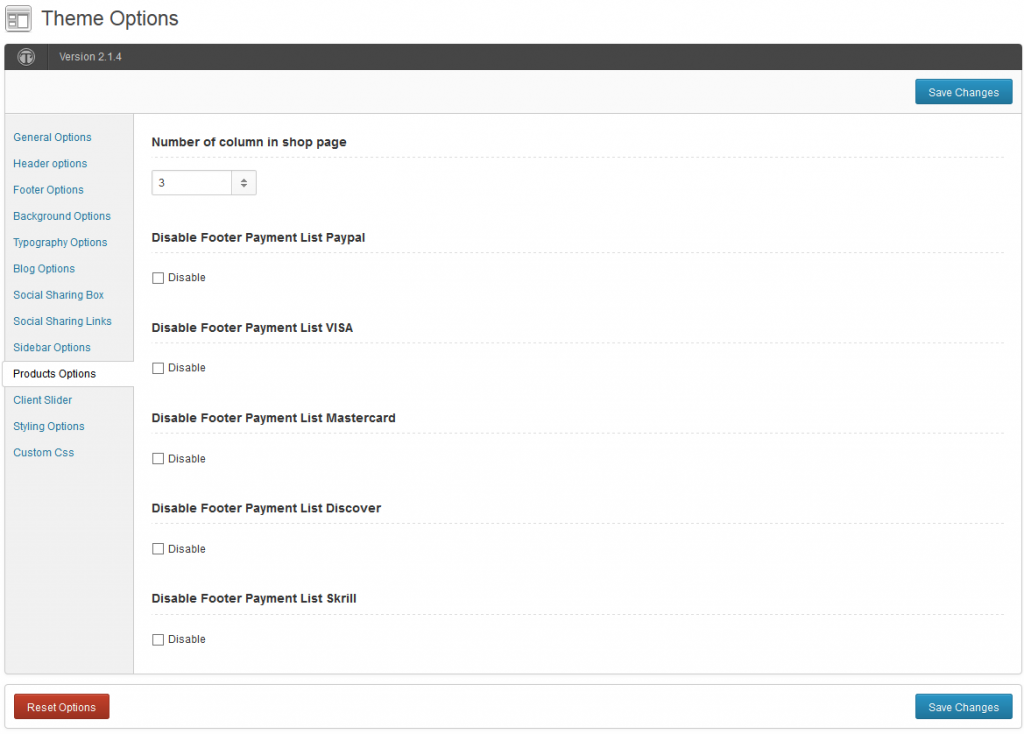 Theme Options
Version 2.1.4
Save Changes
General Options
Header options
Footer Options
Background Options
Typography Options
Blog Options
Social Sharing Box
Social Sharing Links
Sidebar Options
Products Options
Client Slider
Styling Options
Custom Css
Number of column in shop page
3
Disable Footer Payment List Paypal
Disable
Disable Footer Payment List VISA
Disable
Disable Footer Payment List Mastercard
Disable
Disable Footer Payment List Discover
Disable
Disable Footer Payment List Skrill
Disable
Reset Options
Save Changes